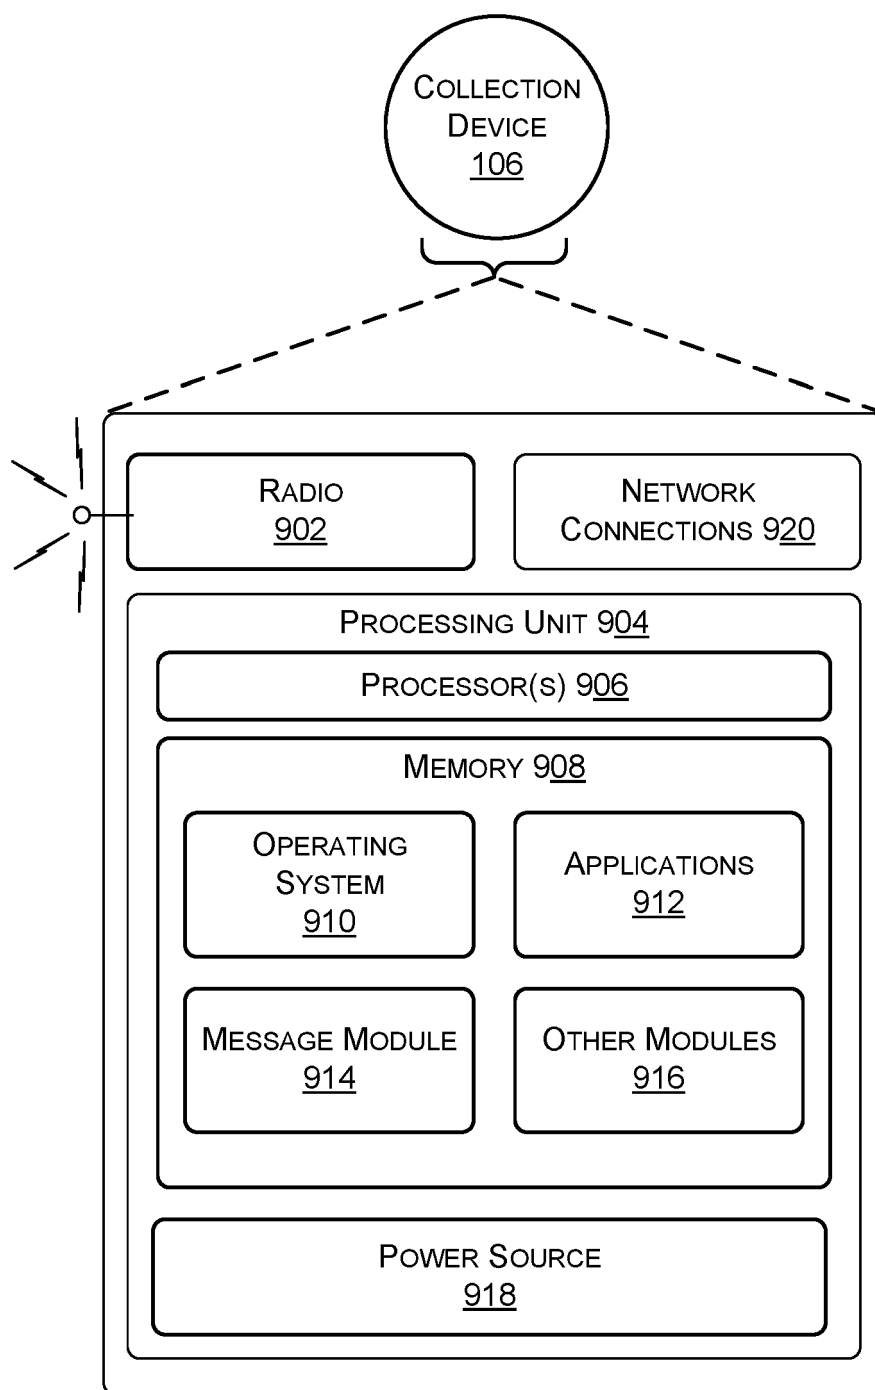 COLLECTION
DEVICE
106
RADIO
902
NETWORK
CONNECTIONS 920
PROCESSING UNIT 904
PROCESSOR(S) 906
MEMORY 908
OPERATING
SYSTEM
910
APPLICATIONS
912
MESSAGE MODULE
914
OTHER MODULES
916
POWER SOURCE
918